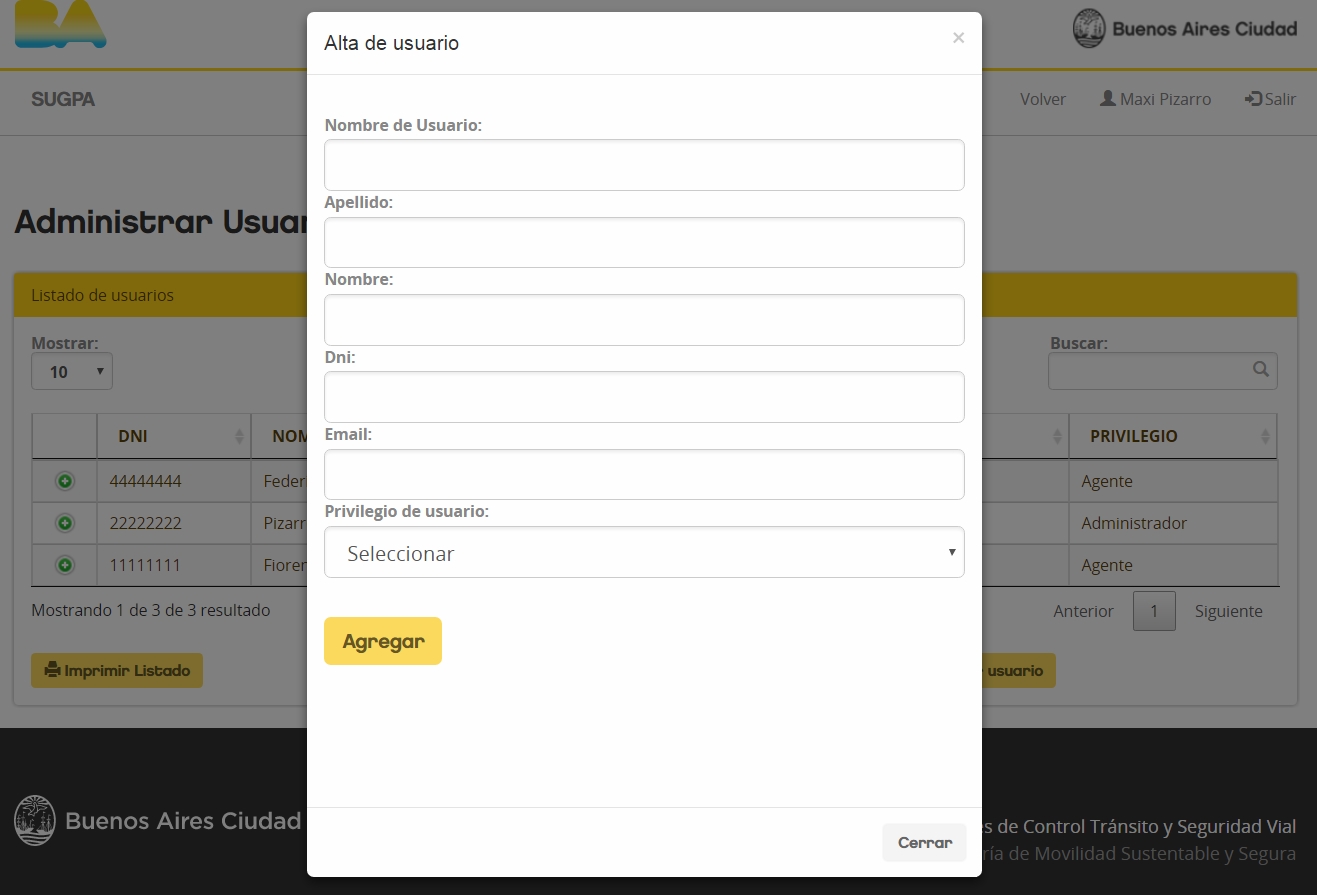 BA
Alta de usuario
×
Buenos Aires Ciudad
SUGPA
Volver
Maxi Pizarro
Salir
Nombre de Usuario:
Apellido:
Administrar Usuar
Nombre:
Listado de usuarios
Mostrar:
Buscar:
Dni:
10
DNI
NOM
Email:
PRIVILEGIO
44444444
Feder
Agente
Privilegio de usuario:
22222222
Pizarr
Administrador
Seleccionar
11111111
Fioren
Agente
Mostrando 1 de 3 de 3 resultado
Anterior
1
Siguiente
Agregar
Imprimir Listado
usuario
Buenos Aires Ciudad
s de Control Tránsito y Seguridad Vial
Cerrar
ría de Movilidad Sustentable y Segura